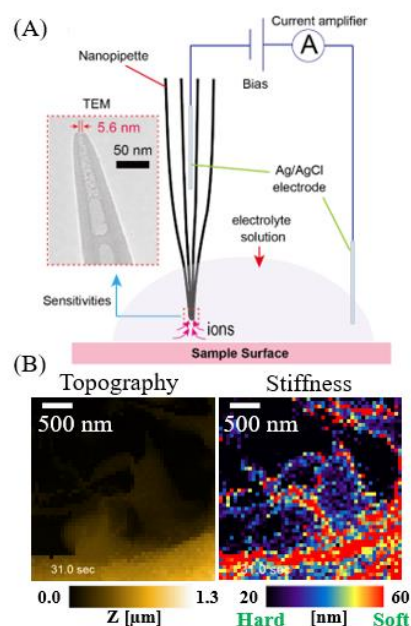 (A)
Current amplifier
Nanopipette
A
Bias
TEM
5.6 nm
50 nm
Ag/AgCl
electrode
electrolyte
solution
Sensitivities
ions
Sample Surface
(B)
Topography
Stiffness
500 nm
500 nm
31.0 sec
31.0 sec
0.0
1.3
20
60
Z [μm]
Hard
[nm]
Soft